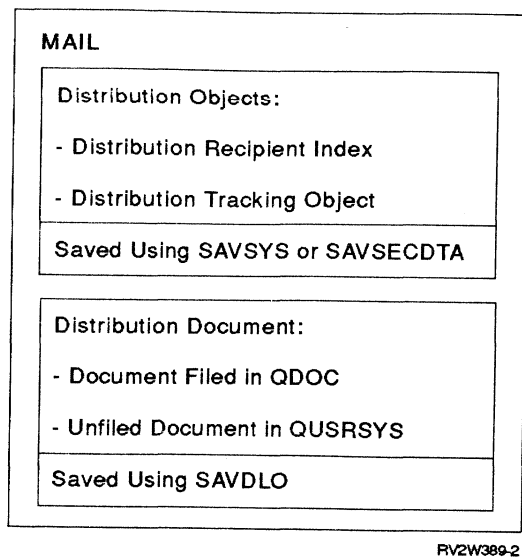 MAIL
Distribution Objects:
- Distribution Recipient Index
- Distribution Tracking Object
Saved Using SAVSYS or SAVSECDTA
Distribution Document:
- Document Filed in QDOC
- Unfiled Document in QUSRSYS
Saved Using SAVDLO
RV2W389-2